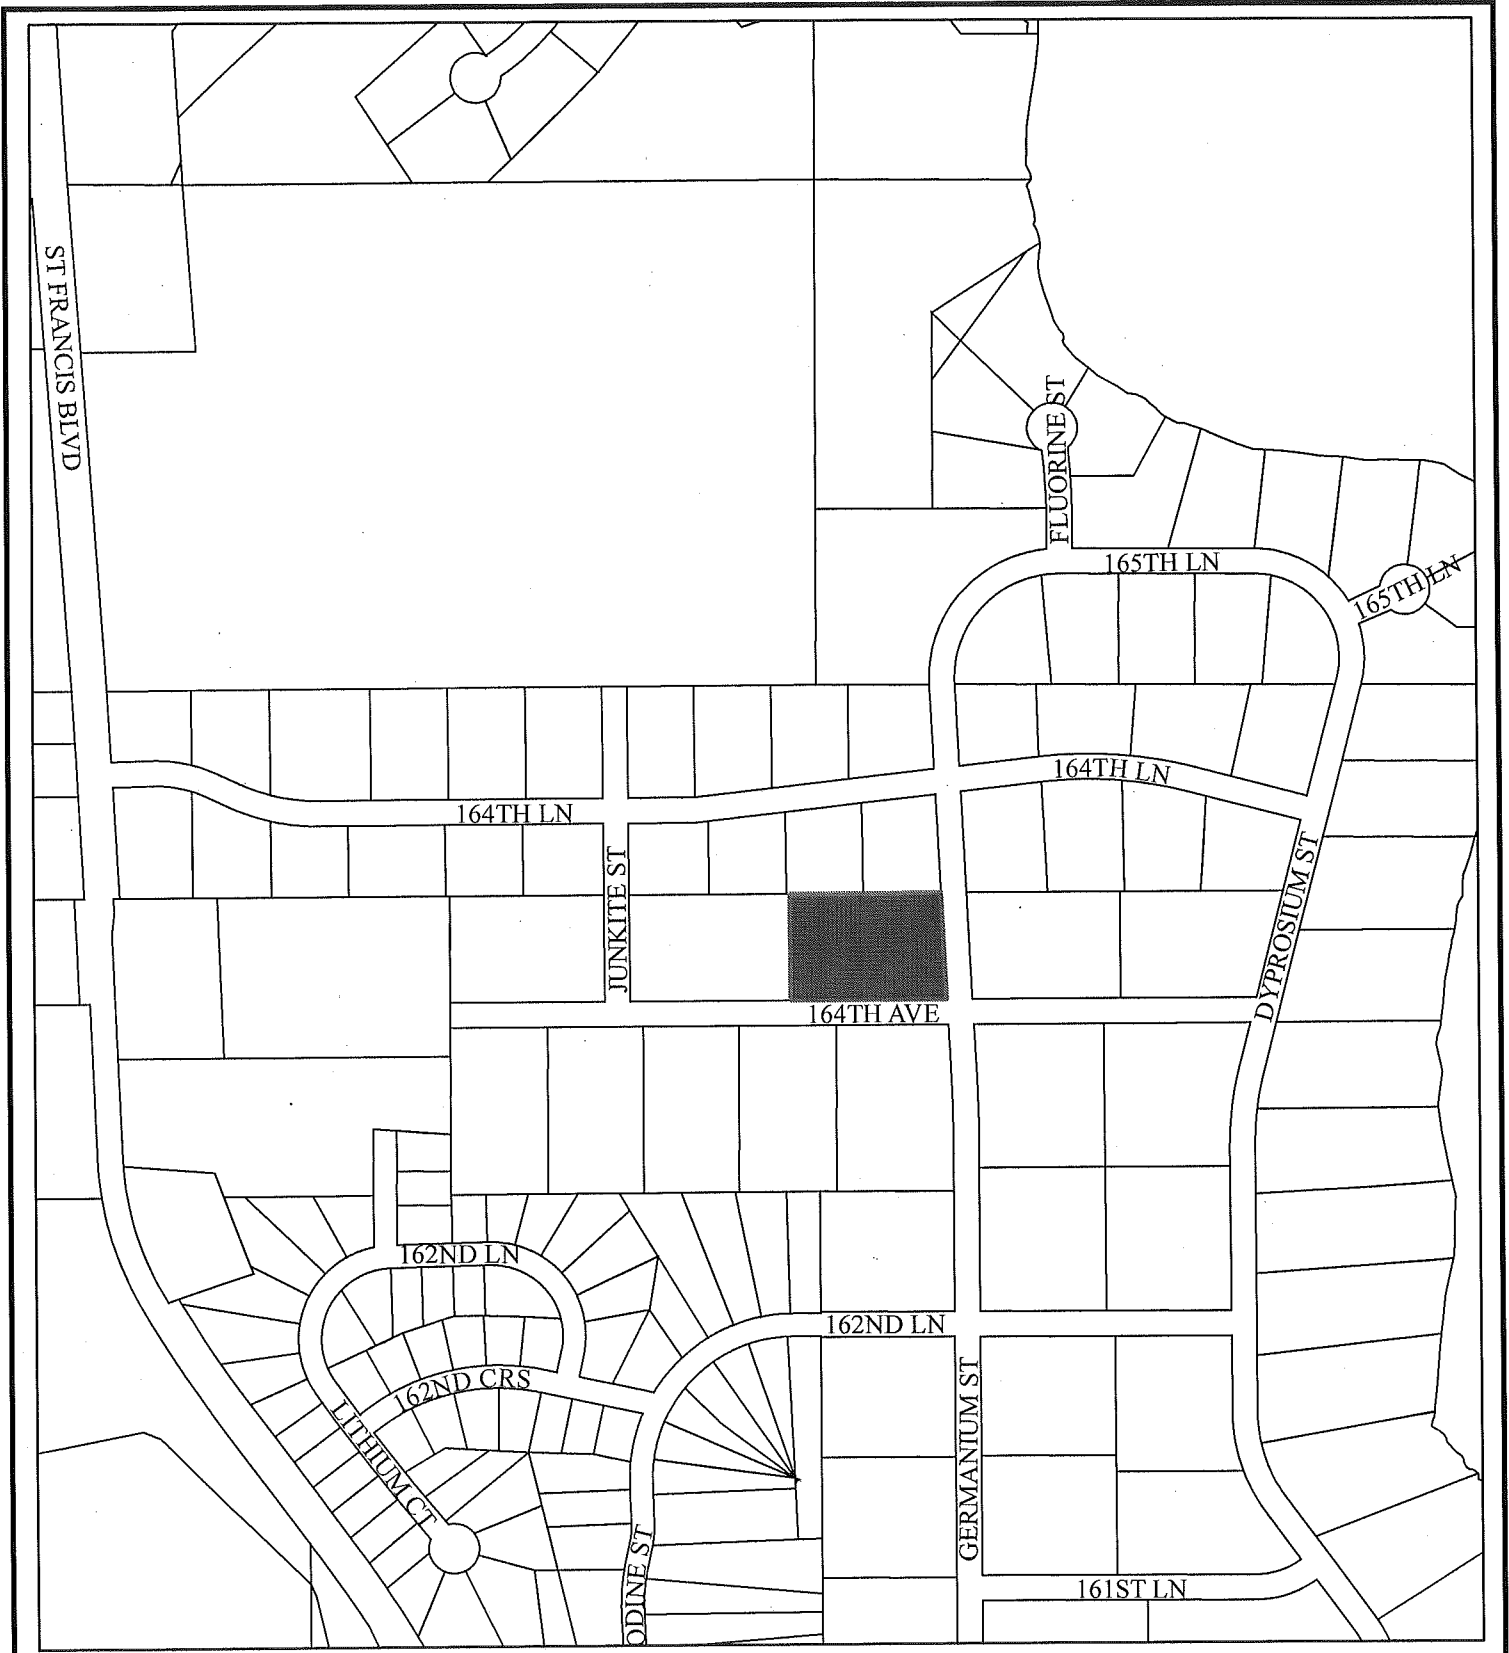 ST FRANCIS BLVD
FLUORINE ST
165TH LN
165TH LN
164TH LN
164TH LN
JUNKITE ST
DYPROSIUM ST
164TH AVE
162ND LN
162ND LN
162ND CRS
LITHIUM CT
GERMANIUM ST
ODINE ST
161ST LN